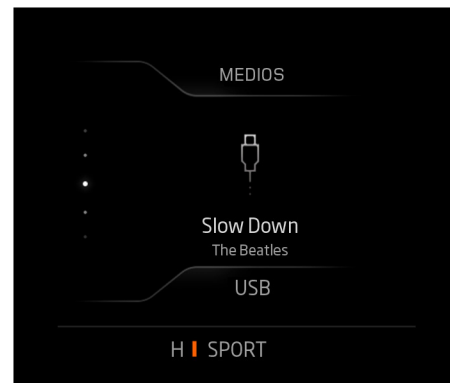 MEDIOS
Slow Down
The Beatles
USB
H I SPORT